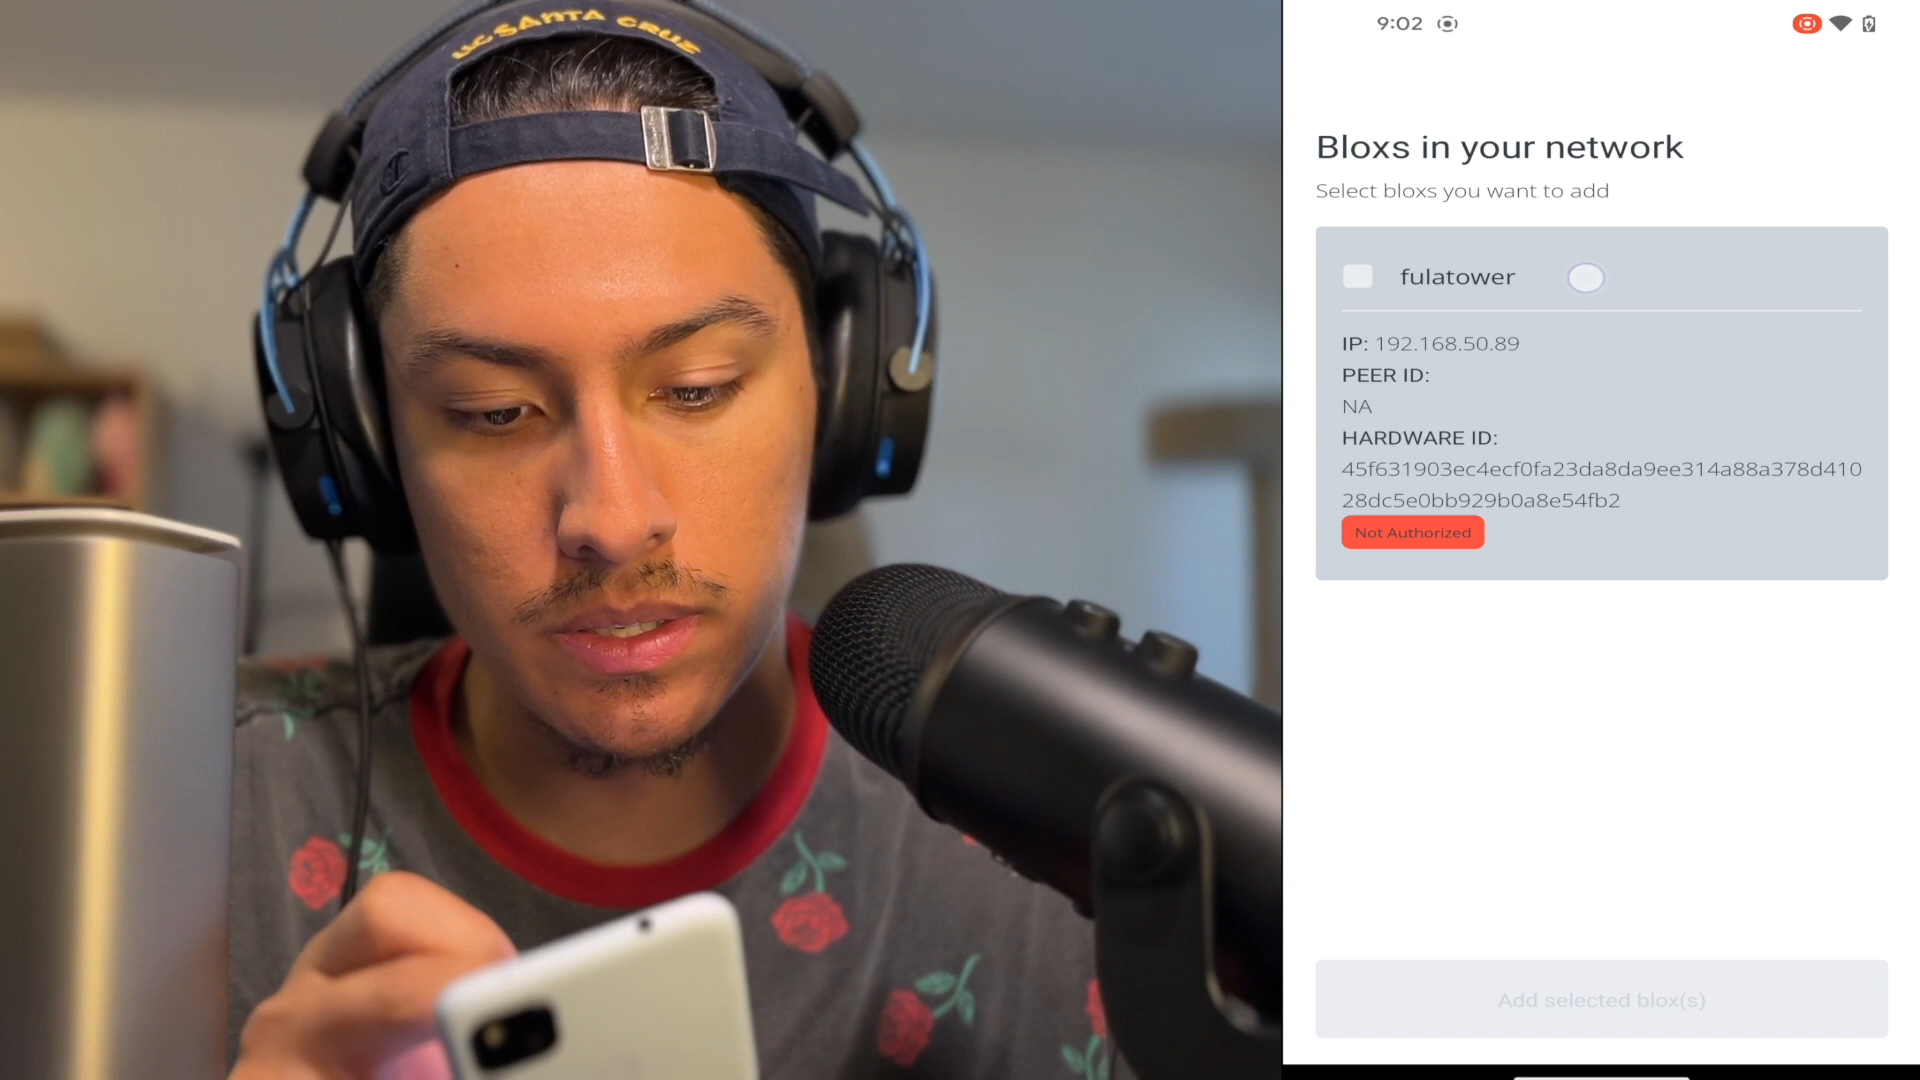 UC SANTA CRUZ
9:02
Bloxs in your network
Select bloxs you want to add
fulatower
IP: 192.168.50.89
PEER ID:
NA
HARDWARE ID:
45f631903ec4ecf0fa23da8da9ee314a88a378d410
28dc5e0bb929b0a8e54fb2
Not Authorized
Add selected blox(s)